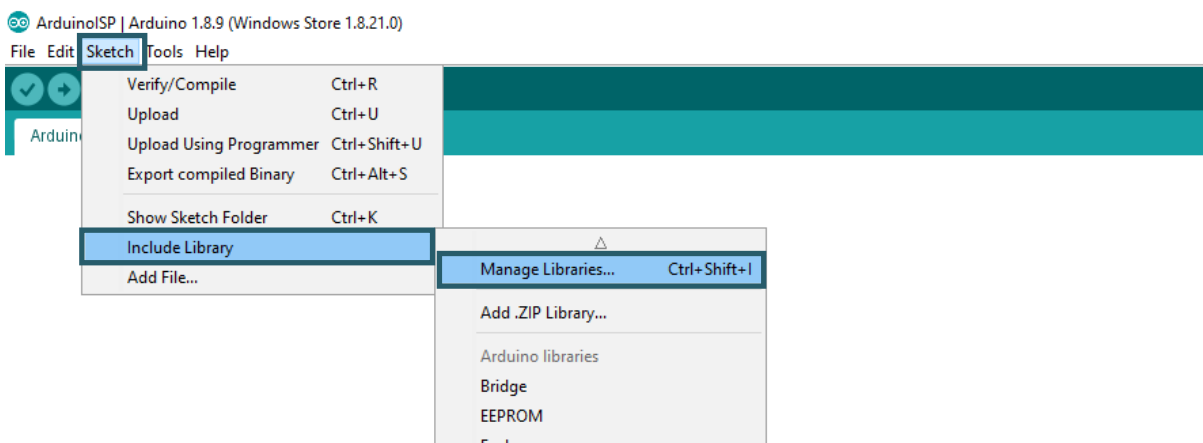 ArduinoISP | Arduino 1.8.9 (Windows Store 1.8.21.0)
File Edit Sketch Tools Help
Verify/Compile Ctrl+R
Upload Ctrl+U
Arduin
Upload Using Programmer Ctrl+Shift+U
Export compiled Binary Ctrl+Alt+S
Show Sketch Folder Ctrl+K
Include Library
Add File...
Manage Libraries... Ctrl+Shift+I
Add .ZIP Library...
Arduino libraries
Bridge
EEPROM